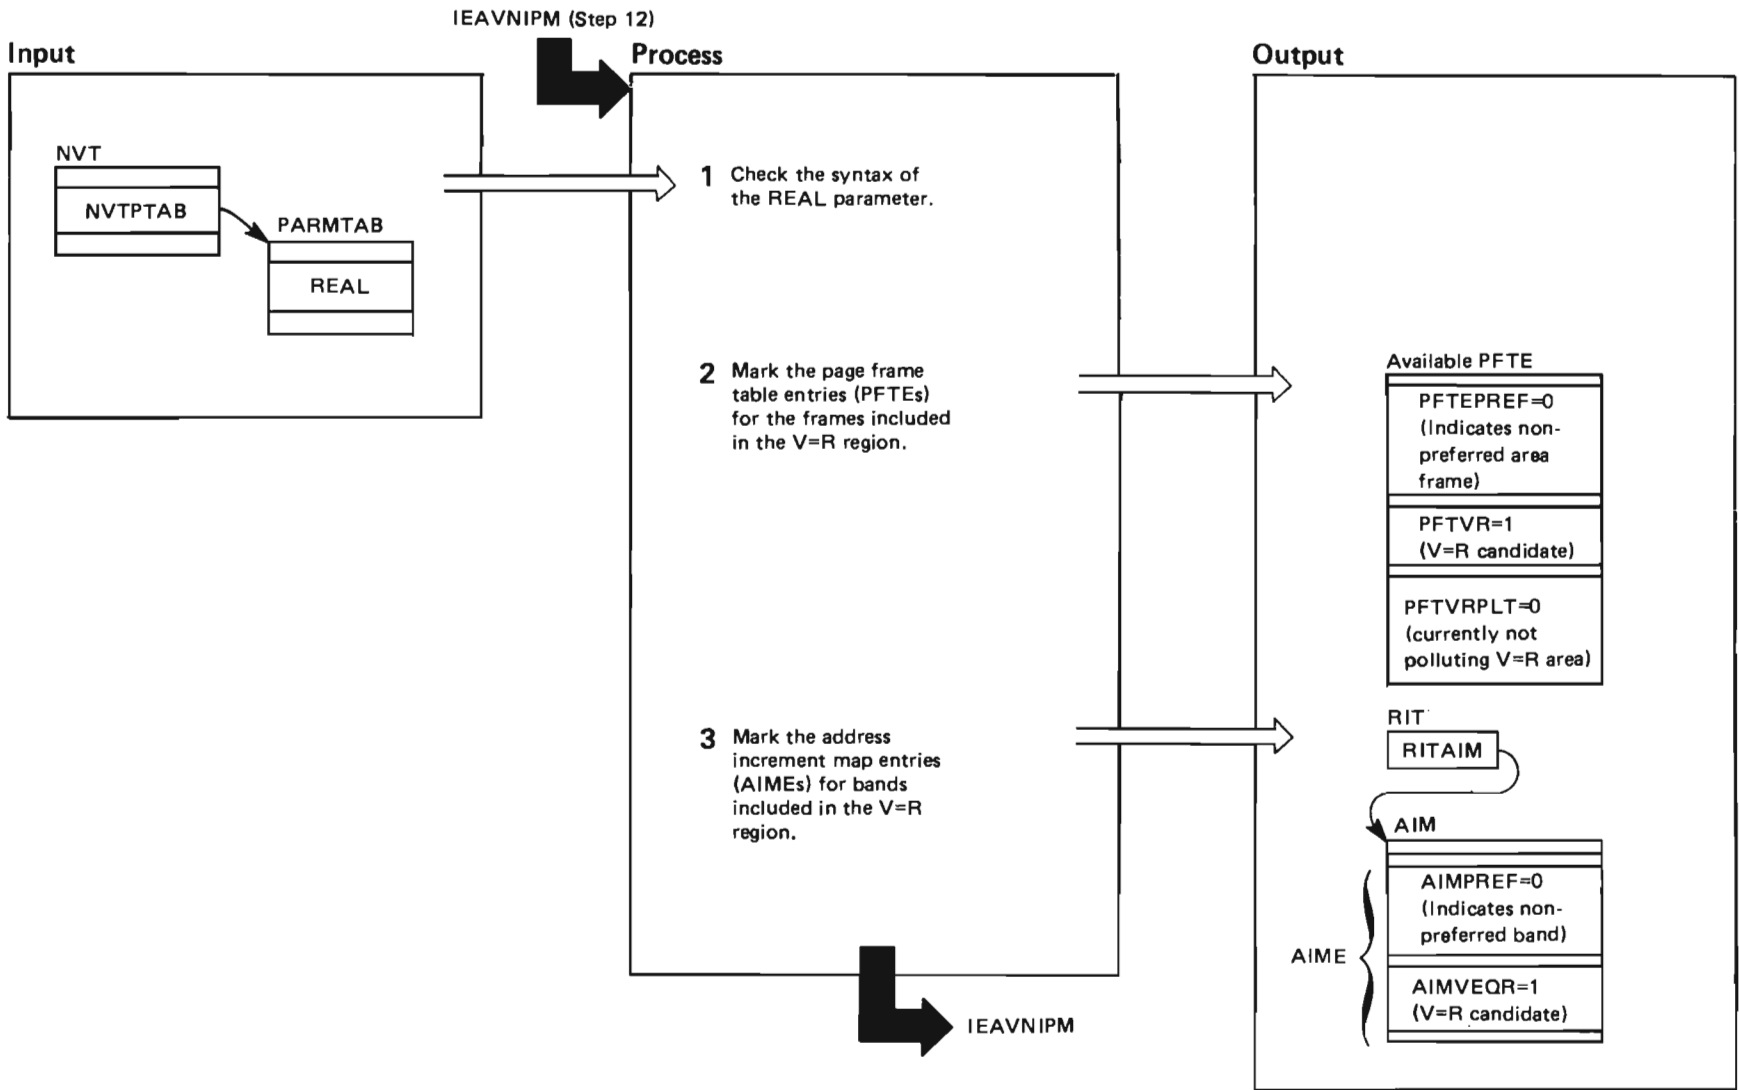 IEAVNIPM (Step 12)
Input
Process
Output
NVT
NVTPTAB
PARMTAB
REAL
1 Check the syntax of
the REAL parameter.
2 Mark the page frame
table entries (PFTEs)
for the frames included
in the V=R region.
3 Mark the address
increment map entries
(AIMEs) for bands
included in the V=R
region.
IEAVNIPM
Available PFTE
PFTEPREF=0
(Indicates non-
preferred area
frame)
PFTVR=1
(V=R candidate)
PFTVRPLT=0
(currently not
polluting V=R area)
RIT
RITAIM
AIM
AIME
AIMPREF=0
(Indicates non-
preferred band)
AIMVEQR=1
(V=R candidate)